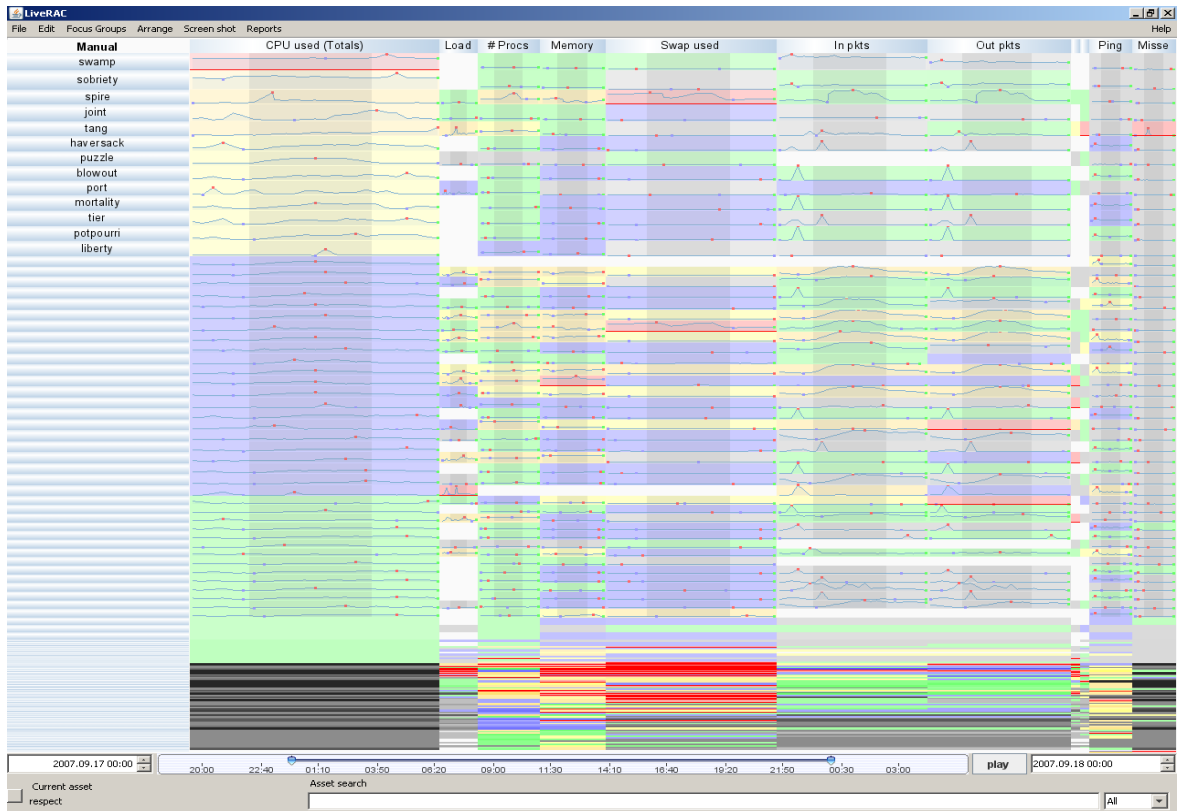 LiveRAC
File Edit Focus Groups Arrange Screen shot Reports Help
Manual CPU used (Totals) Load # Procs Memory Swap used In pkts Out pkts Ping Misse
swamp
sobriety
spire
joint
tang
haversack
puzzle
blowout
port
mortality
tier
potpourri
liberty
2007.09.17 00:00 20:00 22:40 01:10 03:50 06:20 09:00 11:30 14:10 16:40 19:20 21:50 00:30 03:00 play 2007.09.18 00:00
Current asset Asset search
respect All